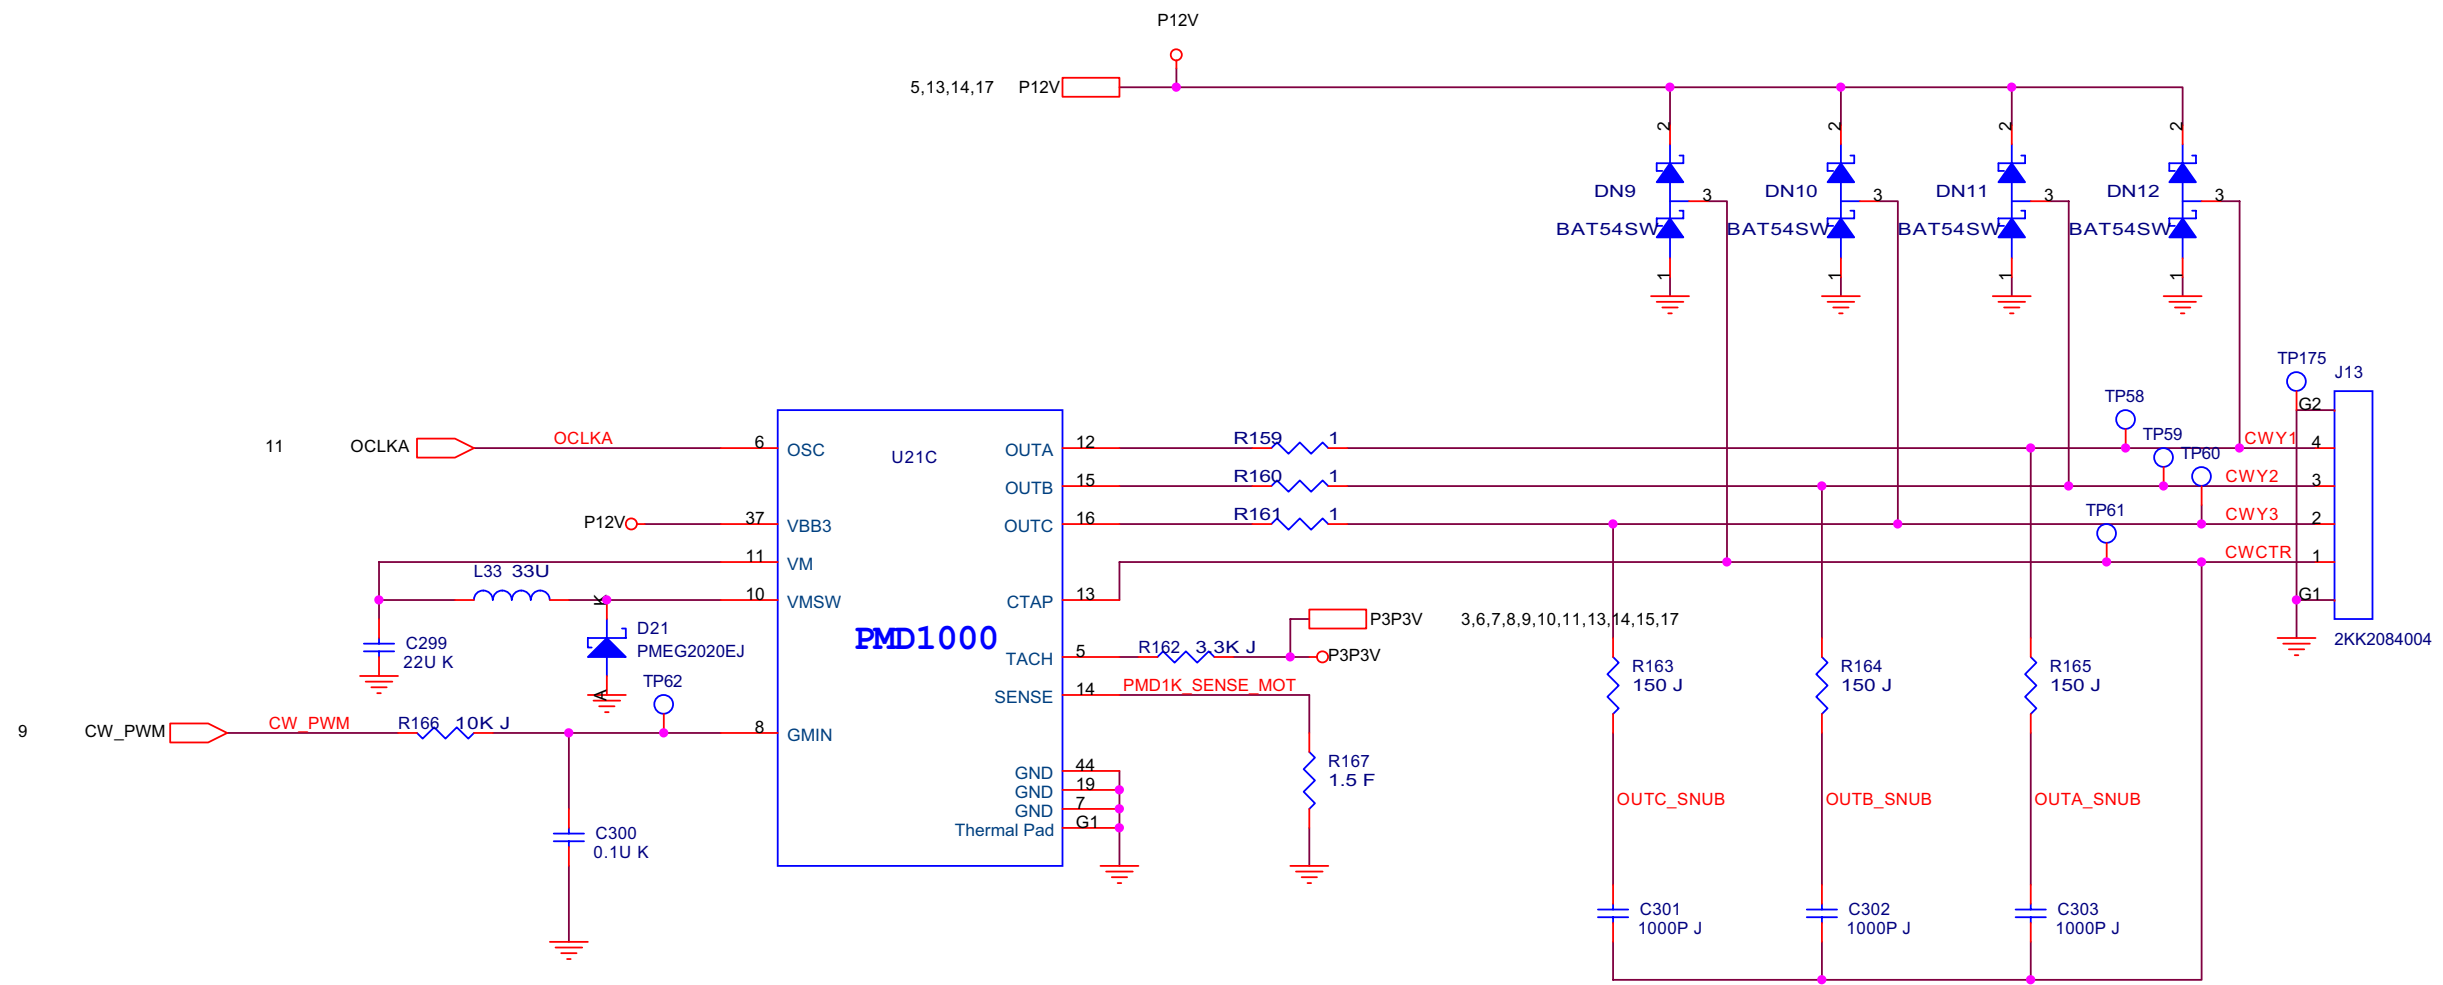 P12V
5,13,14,17 P12V
2 2 2 2
DN9 3 DN10 3 DN11 3 DN12 3
BAT54SW BAT54SW BAT54SW BAT54SW
1 1 1 1
TP175
J13
TP58
G2
11 OCLKA OCLKA 6 OSC U21C OUTA 12 R159 1 TP59 CWY1 4
TP60
OUTB 15 R160 1 CWY2 3
P12V 37 VBB3 OUTC 16 R161 1 TP61 CWY3 2
11 VM CWCTR 1
L33 33U
K 10 VMSW CTAP 13 G1
P3P3V 3,6,7,8,9,10,11,13,14,15,17
D21
C299 PMEG2020EJ PMD1000 2KK2084004
22U K TACH 5 R162 3.3K J P3P3V
R163 R164 R165
150 J 150 J 150 J
TP62 SENSE 14 PMD1K_SENSE_MOT
A
9 CW_PWM CW_PWM R166 10K J 8 GMIN
R167
1.5 F
GND 44
GND 19
GND 7
Thermal Pad G1
OUTC_SNUB OUTB_SNUB OUTA_SNUB
C300
0.1U K
C301 C302 C303
1000P J 1000P J 1000P J